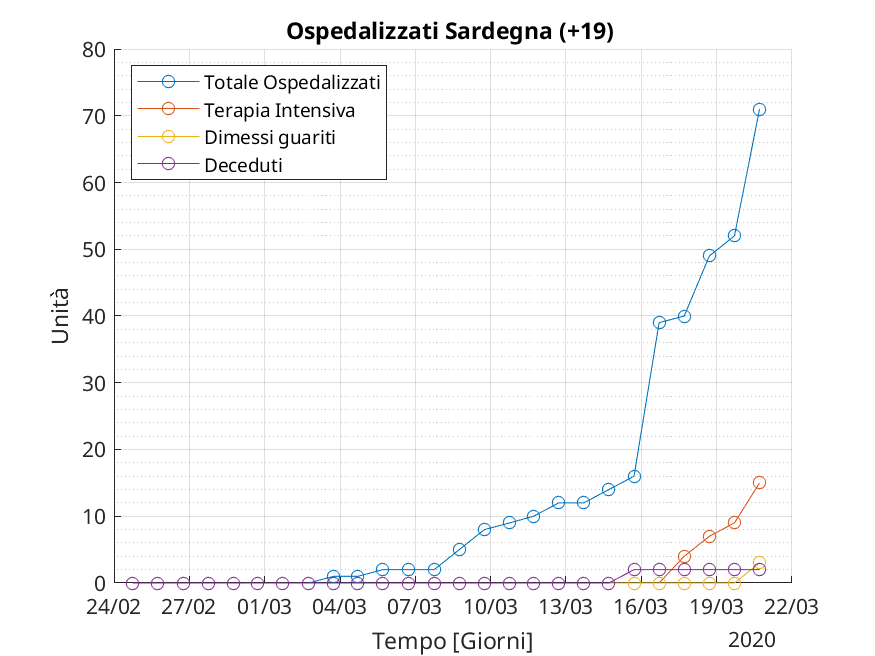 Ospedalizzati Sardegna (+19)
Totale Ospedalizzati
Terapia Intensiva
Dimessi guariti
Deceduti
Unità
80
70
60
50
40
30
20
10
0
24/02 27/02 01/03 04/03 07/03 10/03 13/03 16/03 19/03 22/03
Tempo [Giorni]
2020